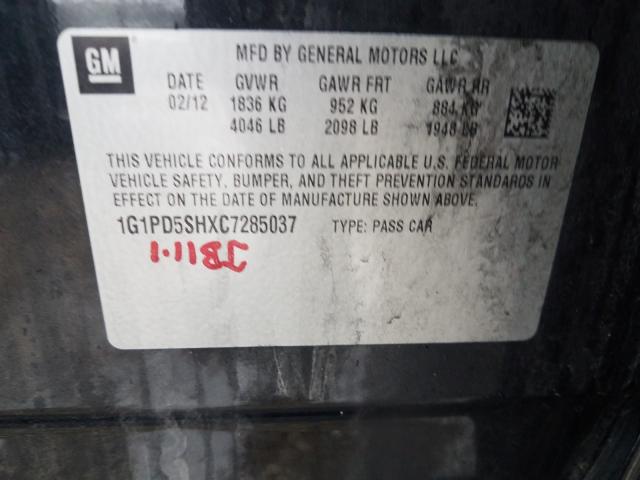 GM
MFD BY GENERAL MOTORS LLC
DATE GVWR GAWR FRT GAWR RR
02/12 1836 KG 952 KG 884 KG
4046 LB 2098 LB 1948 LB
THIS VEHICLE CONFORMS TO ALL APPLICABLE U.S. FEDERAL MOTOR
VEHICLE SAFETY, BUMPER, AND THEFT PREVENTION STANDARDS IN
EFFECT ON THE DATE OF MANUFACTURE SHOWN ABOVE.
1G1PD5SHXC7285037 TYPE: PASS CAR